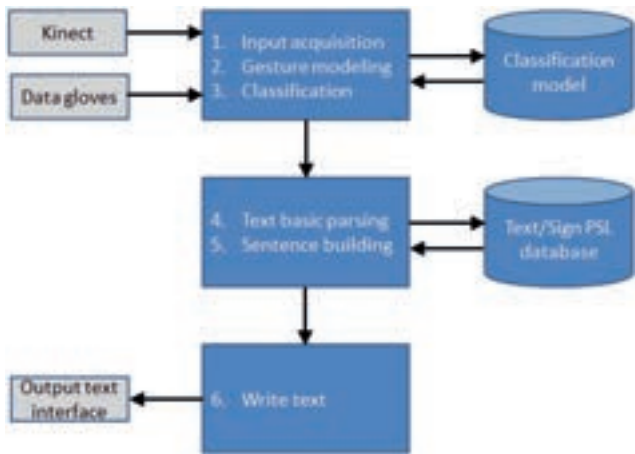 Kinect
Data gloves
1. Input acquisition
2. Gesture modeling
3. Classification
Classification
model
4. Text basic parsing
5. Sentence building
Text/Sign PSL
database
Output text
interface
6. Write text